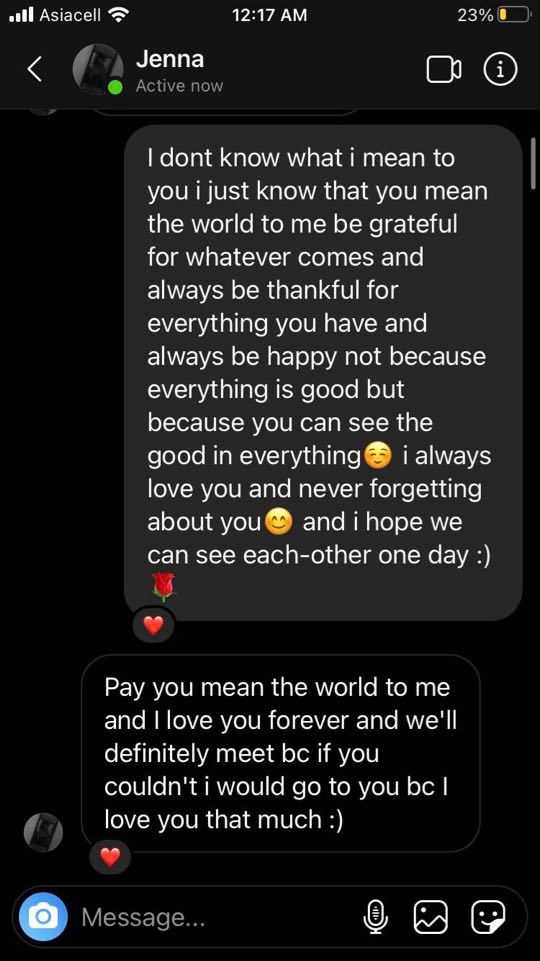 Asiacell 12:17 AM 23%
Jenna
Active now
I dont know what i mean to
you i just know that you mean
the world to me be grateful
for whatever comes and
always be thankful for
everything you have and
always be happy not because
everything is good but
because you can see the
good in everything☺️ i always
love you and never forgetting
about you😊 and i hope we
can see each-other one day :)
🌹
❤️
Pay you mean the world to me
and I love you forever and we'll
definitely meet bc if you
couldn't i would go to you bc I
love you that much :)
❤️
Message...